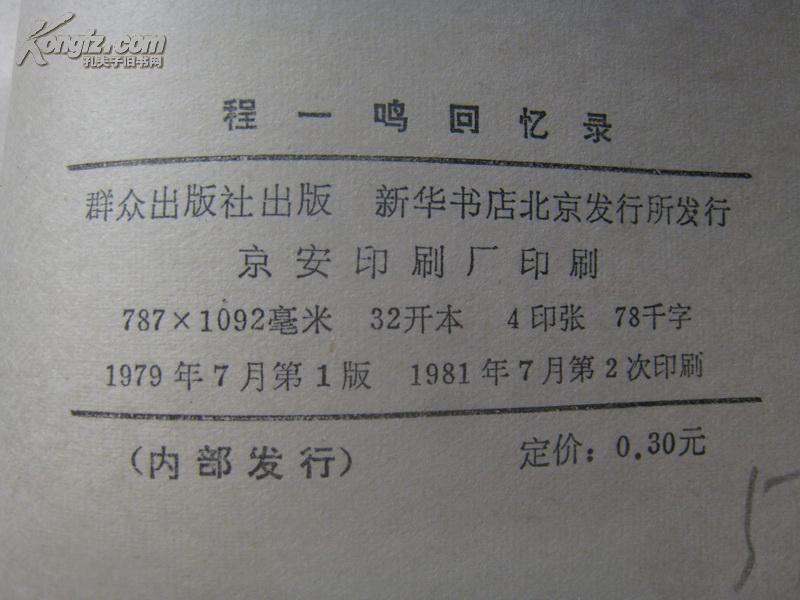 Kongfz.com
孔夫子旧书网
程一鸣回忆录
群众出版社出版 新华书店北京发行所发行
京安印刷厂印刷
787×1092毫米 32开本 4印张 78千字
1979年7月第1版 1981年7月第2次印刷
(内部发行) 定价：0.30元